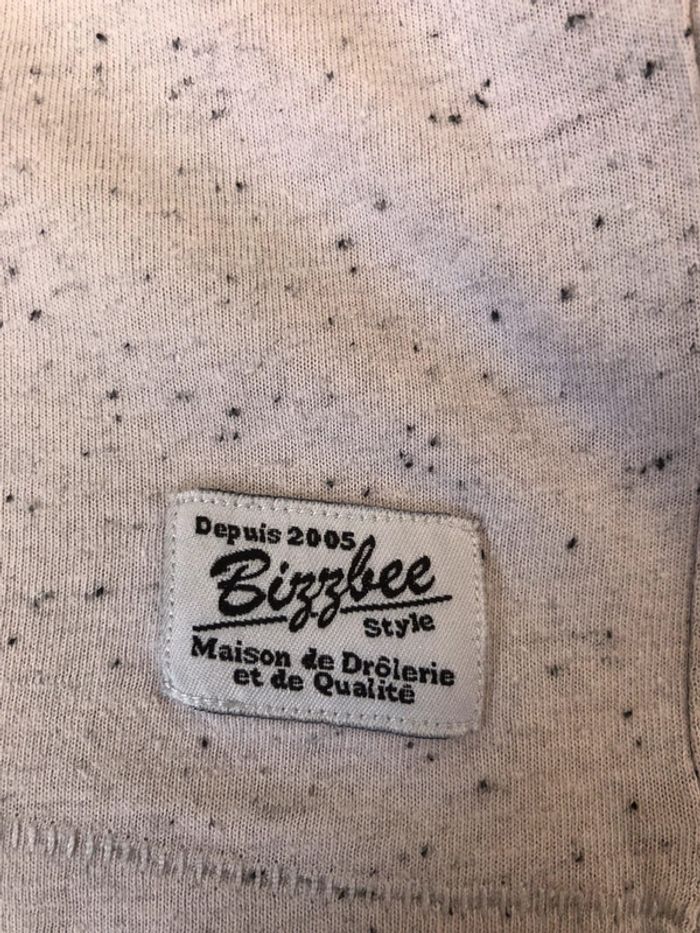 Depuis 2005
Bizzbee
Style
Maison de Drôlerie
et de Qualité